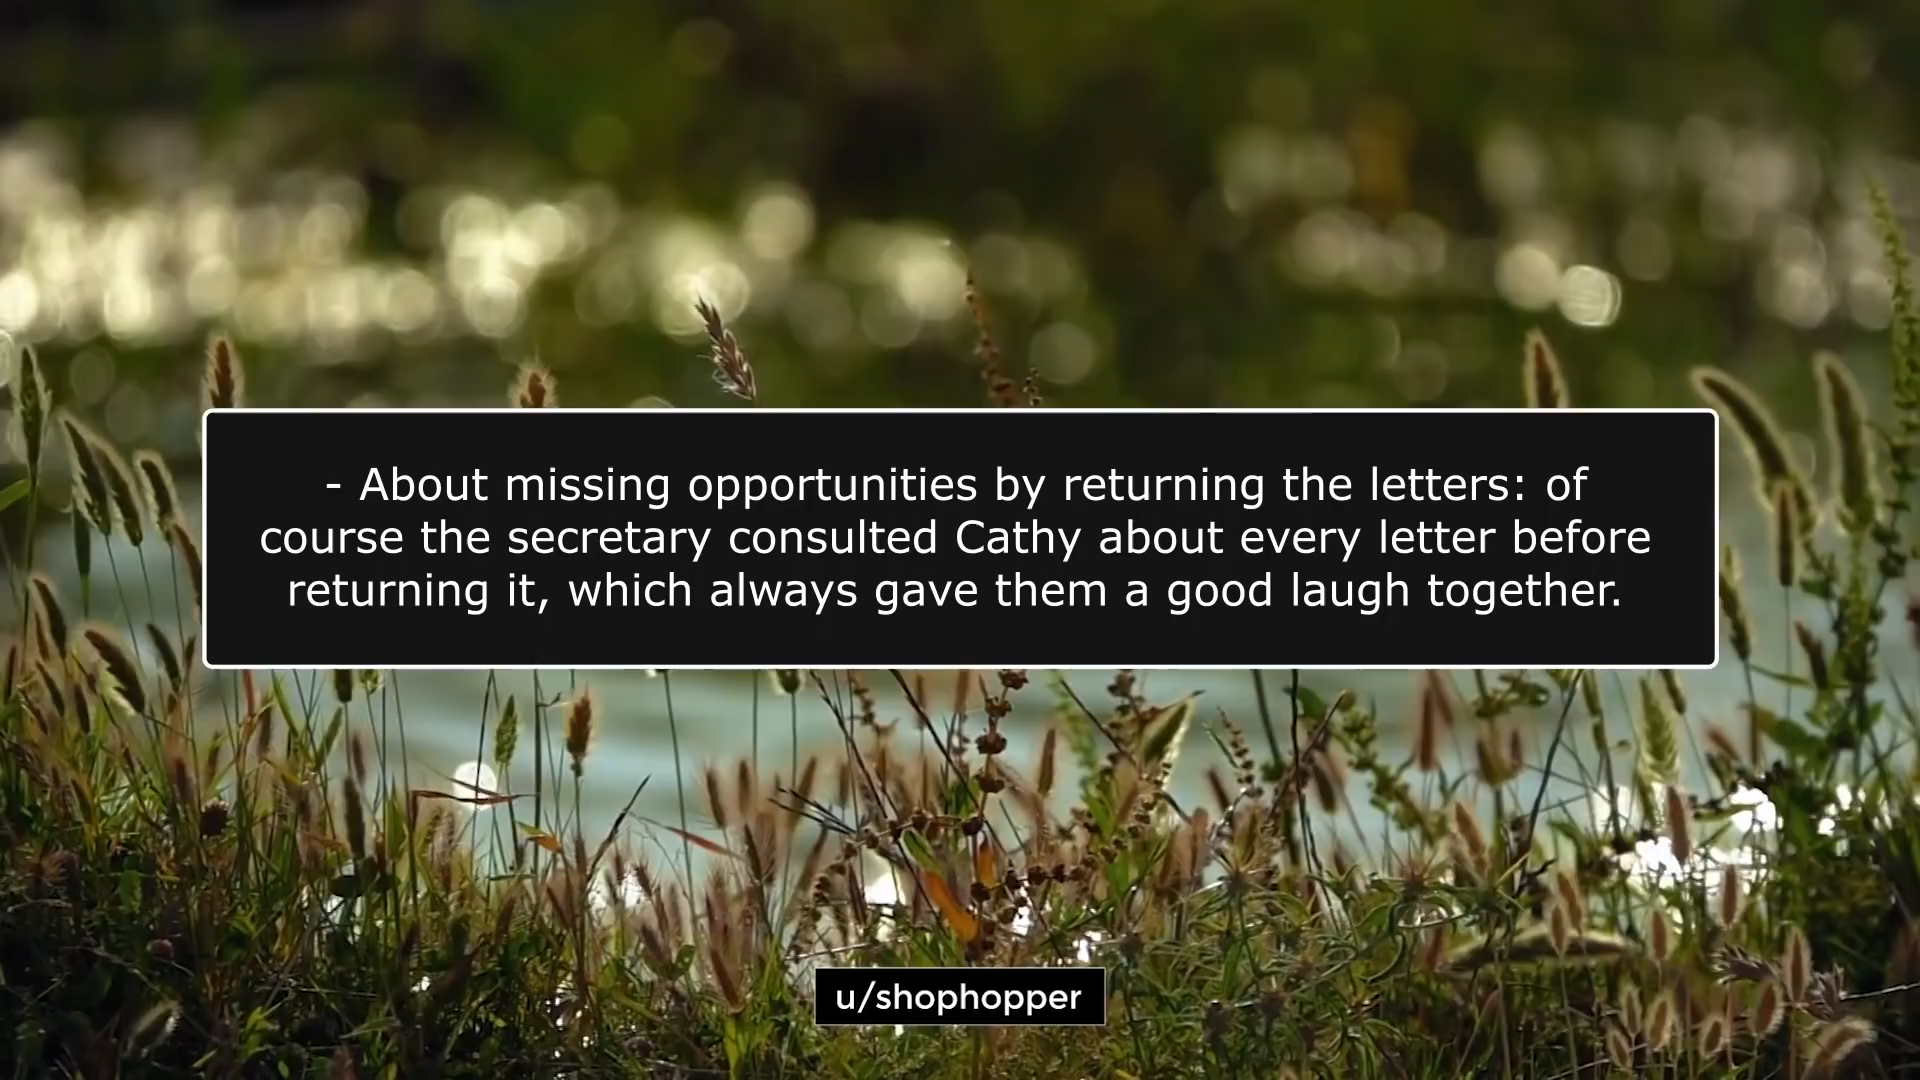 - About missing opportunities by returning the letters: of
course the secretary consulted Cathy about every letter before
returning it, which always gave them a good laugh together.
u/shophopper